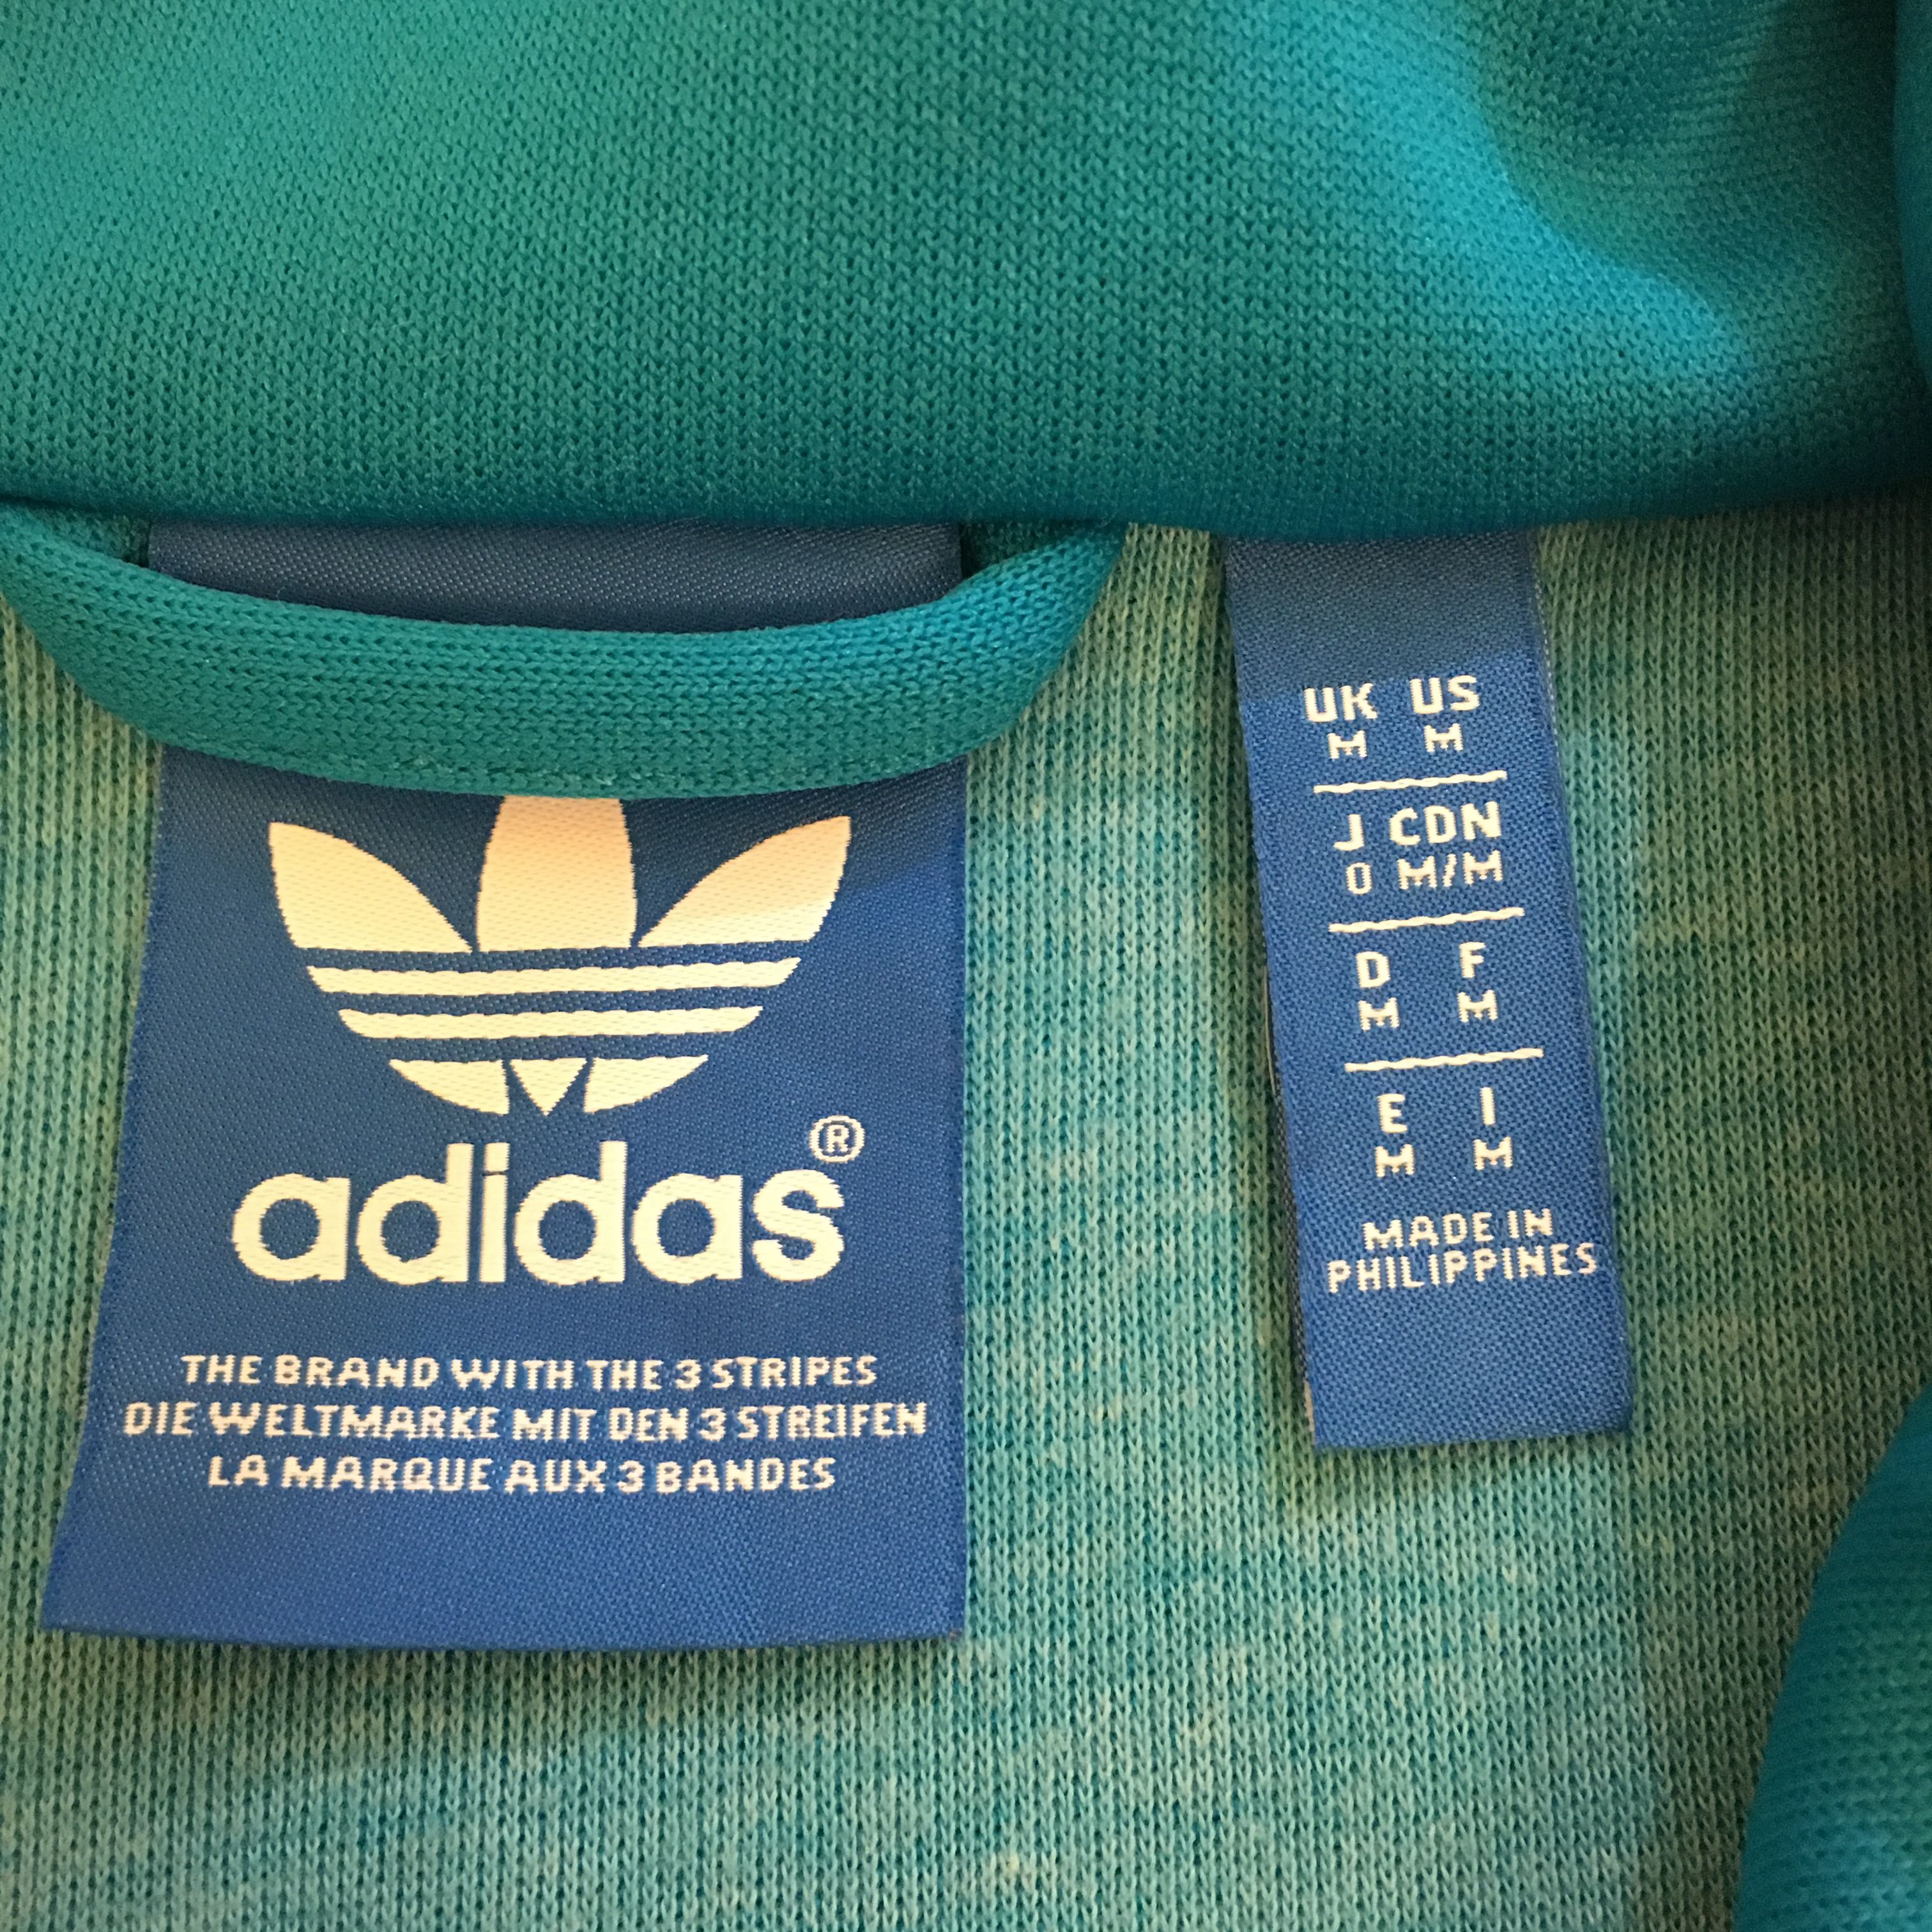 adidas®
THE BRAND WITH THE 3 STRIPES
DIE WELTMARKE MIT DEN 3 STREIFEN
LA MARQUE AUX 3 BANDES
UK US
M M
J CDN
O M/M
D F
M M
E I
M M
MADE IN
PHILIPPINES